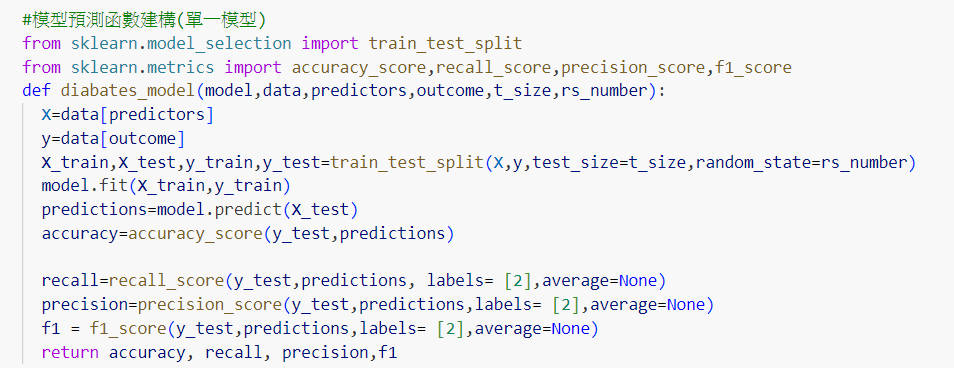 #模型預測函數建構(單一模型)
from sklearn.model_selection import train_test_split
from sklearn.metrics import accuracy_score,recall_score,precision_score,f1_score
def diabates_model(model,data,predictors,outcome,t_size,rs_number):
  X=data[predictors]
  y=data[outcome]
  X_train,X_test,y_train,y_test=train_test_split(X,y,test_size=t_size,random_state=rs_number)
  model.fit(X_train,y_train)
  predictions=model.predict(X_test)
  accuracy=accuracy_score(y_test,predictions)
  recall=recall_score(y_test,predictions, labels= [2],average=None)
  precision=precision_score(y_test,predictions,labels= [2],average=None)
  f1 = f1_score(y_test,predictions,labels= [2],average=None)
  return accuracy, recall, precision,f1